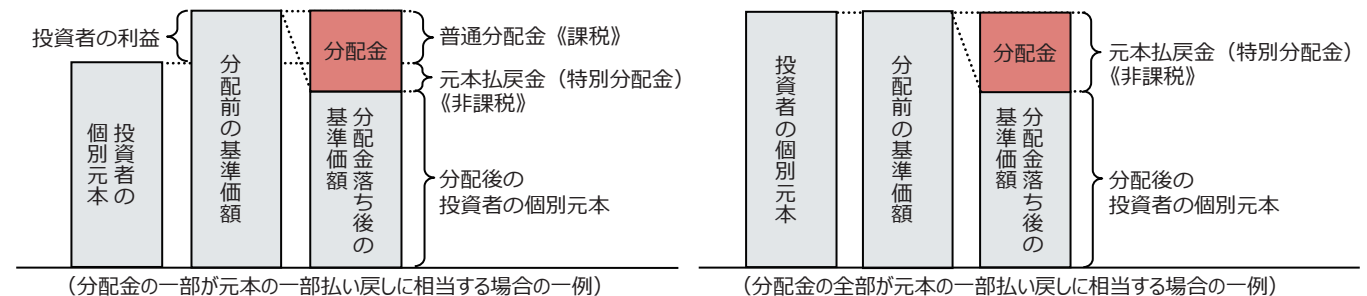 投資者の利益
投資者の
個別元本
分配前の基準価額
分配金
分配金落ち後の
基準価額
普通分配金《課税》
元本払戻金（特別分配金）
《非課税》
分配後の
投資者の個別元本
（分配金の一部が元本の一部払い戻しに相当する場合の一例）
投資者の個別元本
分配前の基準価額
分配金
分配金落ち後の
基準価額
元本払戻金（特別分配金）
《非課税》
分配後の
投資者の個別元本
（分配金の全部が元本の一部払い戻しに相当する場合の一例）